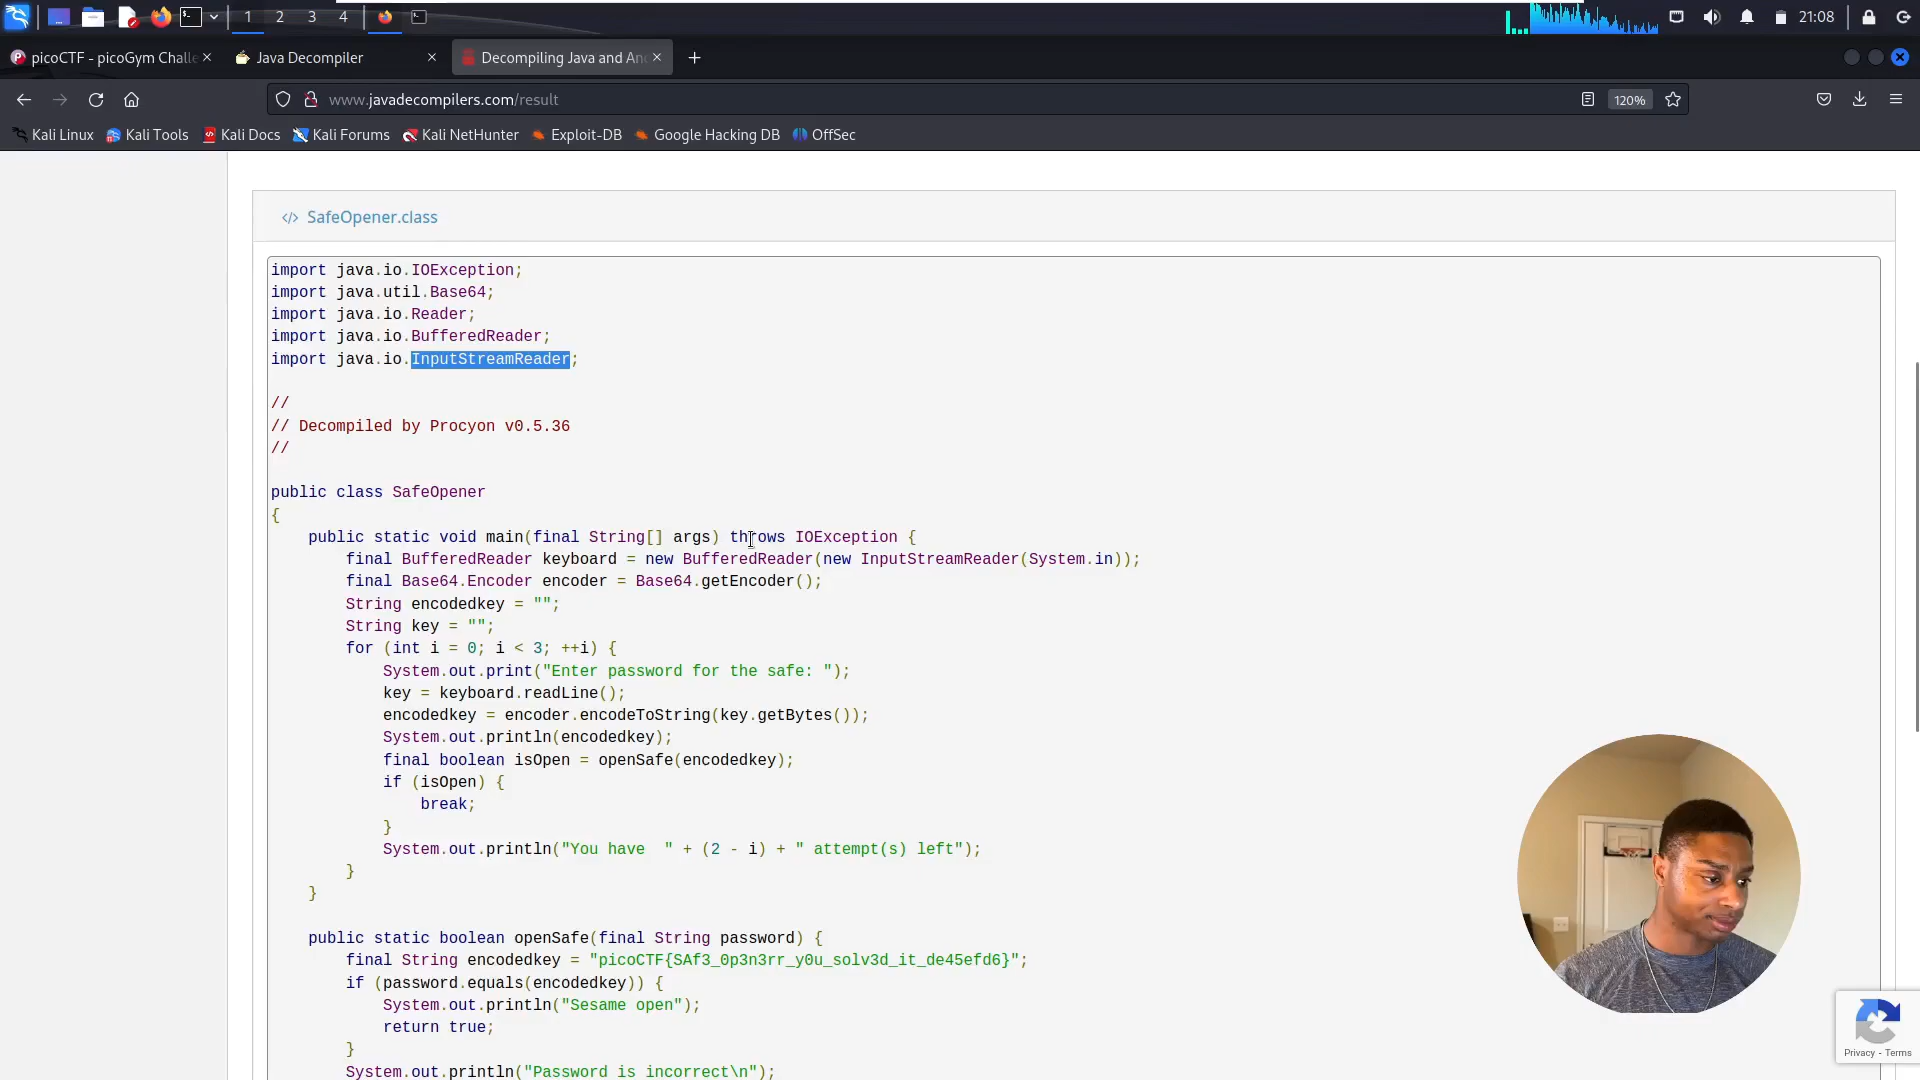 1 2 3 4 21:08
picoCTF - picoGym Challe Java Decompiler Decompiling Java and An
www.javadecompilers.com/result 120%
Kali Linux Kali Tools Kali Docs Kali Forums Kali NetHunter Exploit-DB Google Hacking DB OffSec
</> SafeOpener.class
import java.io.IOException;
import java.util.Base64;
import java.io.Reader;
import java.io.BufferedReader;
import java.io.InputStreamReader;
//
// Decompiled by Procyon v0.5.36
//
public class SafeOpener
{
public static void main(final String[] args) throws IOException {
final BufferedReader keyboard = new BufferedReader(new InputStreamReader(System.in));
final Base64.Encoder encoder = Base64.getEncoder();
String encodedkey = "";
String key = "";
for (int i = 0; i < 3; ++i) {
System.out.print("Enter password for the safe: ");
key = keyboard.readLine();
encodedkey = encoder.encodeToString(key.getBytes());
System.out.println(encodedkey);
final boolean isOpen = openSafe(encodedkey);
if (isOpen) {
break;
}
System.out.println("You have  " + (2 - i) + " attempt(s) left");
}
}
public static boolean openSafe(final String password) {
final String encodedkey = "picoCTF{SAf3_0p3n3rr_y0u_solv3d_it_de45efd6}";
if (password.equals(encodedkey)) {
System.out.println("Sesame open");
return true;
}
System.out.println("Password is incorrect\n");
Privacy - Terms